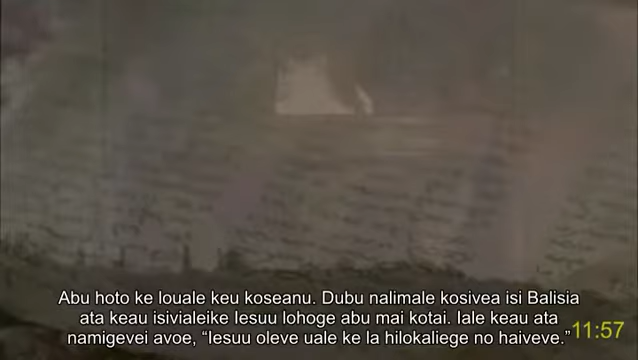 Abu hoto ke louale keu koseanu. Dubu nalimale kosivea isi Balisia
ata keau isivialeike Iesuu lohoge abu mai kotai. Iale keau ata
namigevei avoe, “Iesuu oleve uale ke la hilokaliege no haiveve.”
11:57